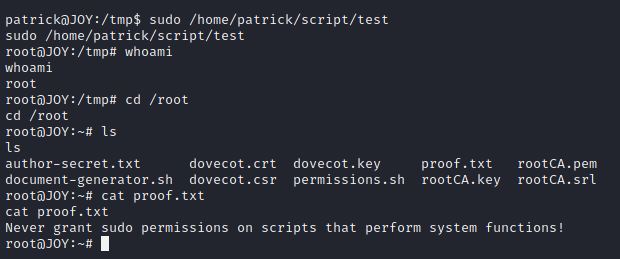 patrick@JOY:/tmp$ sudo /home/patrick/script/test
sudo /home/patrick/script/test
root@JOY:/tmp# whoami
whoami
root
root@JOY:/tmp# cd /root
cd /root
root@JOY:~# ls
ls
author-secret.txt      dovecot.crt  dovecot.key     proof.txt   rootCA.pem
document-generator.sh  dovecot.csr  permissions.sh  rootCA.key  rootCA.srl
root@JOY:~# cat proof.txt
cat proof.txt
Never grant sudo permissions on scripts that perform system functions!
root@JOY:~#